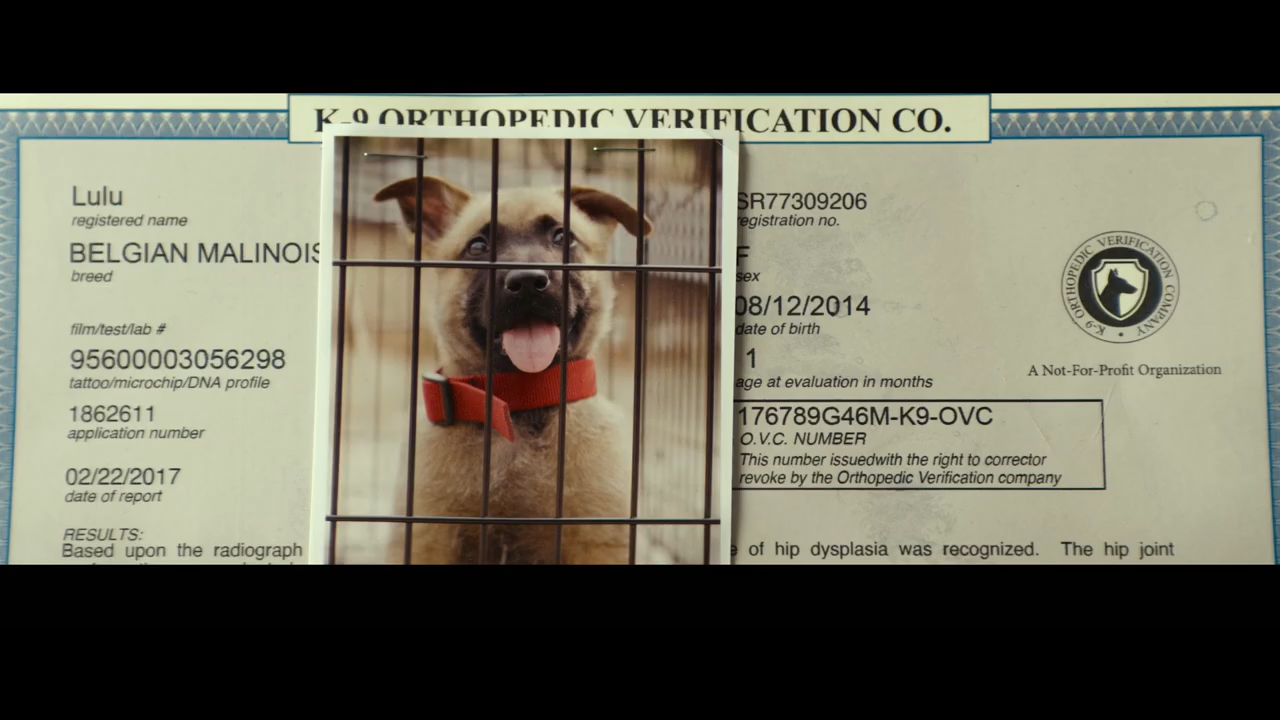 K-9 ORTHOPEDIC VERIFICATION CO.
Lulu
registered name
BELGIAN MALINOIS
breed
film/test/lab #
95600003056298
tattoo/microchip/DNA profile
1862611
application number
02/22/2017
date of report
RESULTS:
Based upon the radiograph
SR77309206
egistration no.
F
sex
08/12/2014
date of birth
1
age at evaluation in months
176789G46M-K9-OVC
O.V.C. NUMBER
This number issuedwith the right to corrector
revoke by the Orthopedic Verification company
of hip dysplasia was recognized. The hip joint
K-9 ORTHOPEDIC VERIFICATION COMPANY
A Not-For-Profit Organization